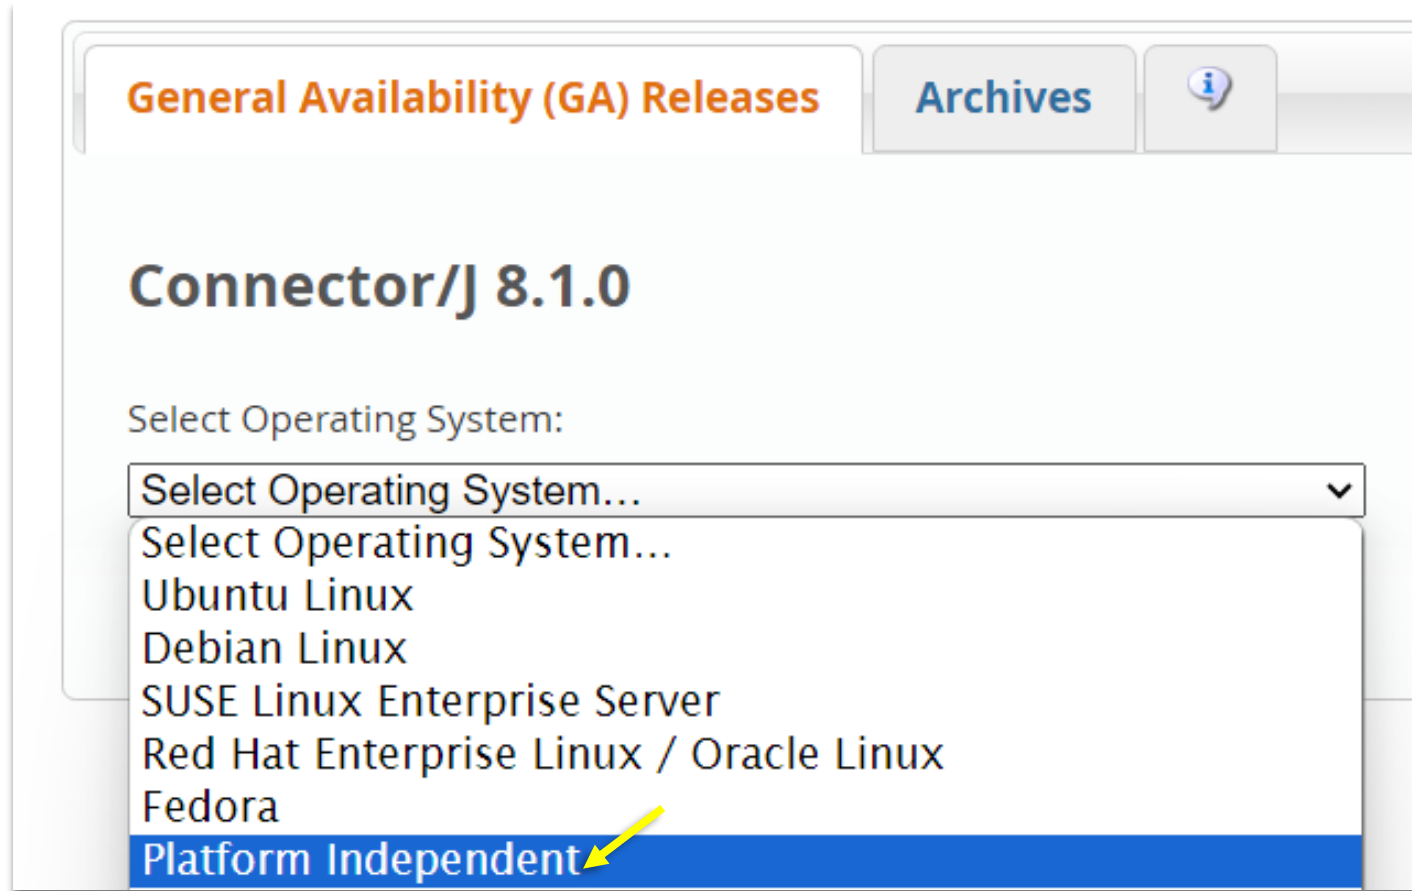 General Availability (GA) Releases
Archives
i
Connector/J 8.1.0
Select Operating System:
Select Operating System...
Select Operating System...
Ubuntu Linux
Debian Linux
SUSE Linux Enterprise Server
Red Hat Enterprise Linux / Oracle Linux
Fedora
Platform Independent